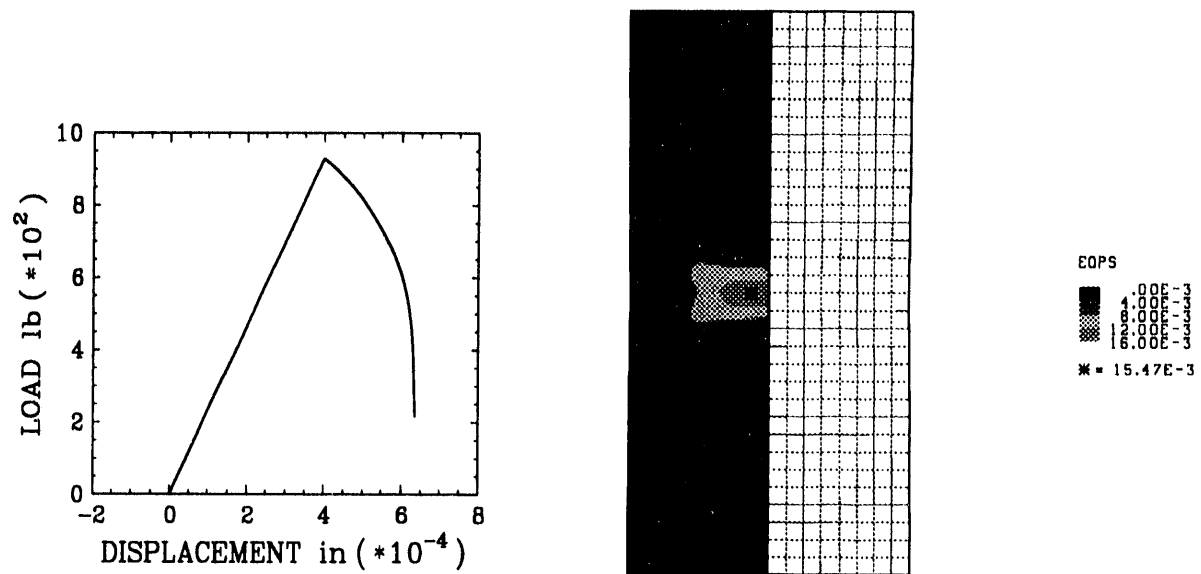 10
8
6
4
2
0
LOAD lb (*10²)
-2 0 2 4 6 8
DISPLACEMENT in (*10⁻⁴)
EQPS
.00E-3
4.00E-3
8.00E-3
12.00E-3
16.00E-3
* = 15.47E-3